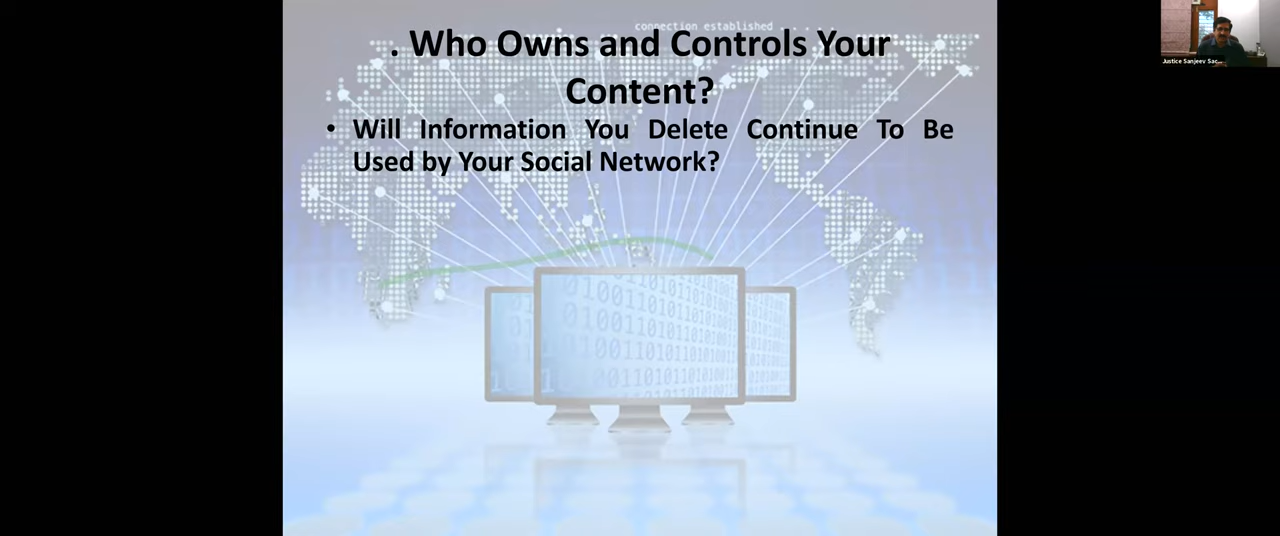 connection established . . . . .
. Who Owns and Controls Your
Content?
• Will Information You Delete Continue To Be
Used by Your Social Network?
Justice Sanjeev Sac...